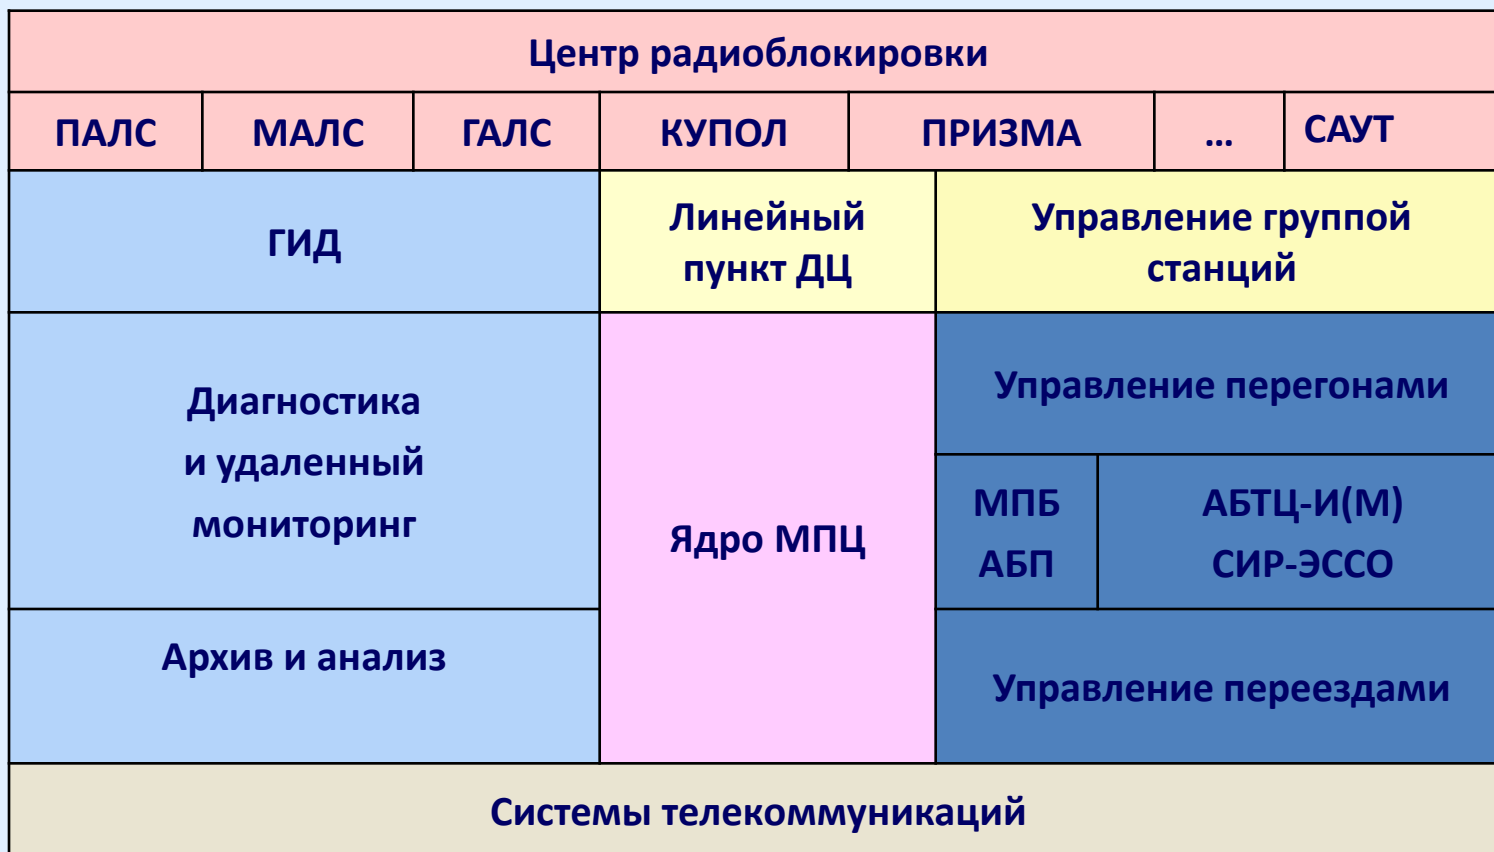 Центр радиоблокировки
ПАЛС МАЛС ГАЛС КУПОЛ ПРИЗМА ... САУТ
ГИД
Линейный
пункт ДЦ
Управление группой
станций
Диагностика
и удаленный
мониторинг
Ядро МПЦ
Управление перегонами
МПБ
АБП
АБТЦ-И(М)
СИР-ЭССО
Архив и анализ
Управление переездами
Системы телекоммуникаций